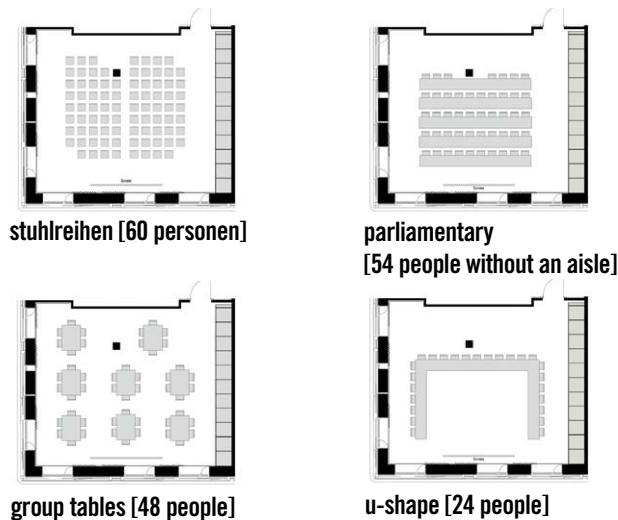 stuhlreihen [60 personen]
parliamentary
[54 people without an aisle]
group tables [48 people]
u-shape [24 people]